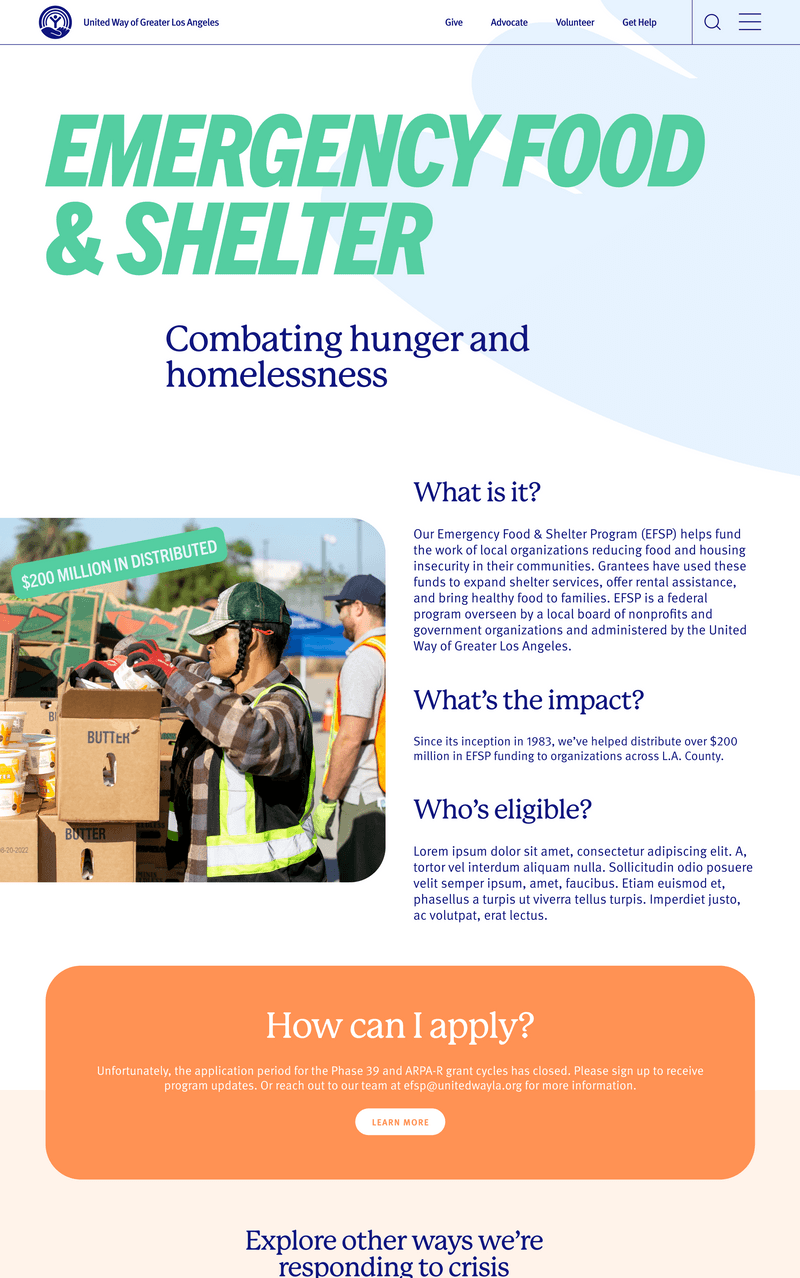 United Way of Greater Los Angeles
Give
Advocate
Volunteer
Get Help
EMERGENCY FOOD
& SHELTER
Combating hunger and
homelessness
What is it?
Our Emergency Food & Shelter Program (EFSP) helps fund
the work of local organizations reducing food and housing
insecurity in their communities. Grantees have used these
funds to expand shelter services, offer rental assistance,
and bring healthy food to families. EFSP is a federal
program overseen by a local board of nonprofits and
government organizations and administered by the United
Way of Greater Los Angeles.
$200 MILLION IN DISTRIBUTED
BUTTER
BUTTER
What’s the impact?
Since its inception in 1983, we’ve helped distribute over $200
million in EFSP funding to organizations across L.A. County.
Who’s eligible?
Lorem ipsum dolor sit amet, consectetur adipiscing elit. A,
tortor vel interdum aliquam nulla. Sollicitudin odio posuere
velit semper ipsum, amet, faucibus. Etiam euismod et,
phasellus a turpis ut viverra tellus turpis. Imperdiet justo,
ac volutpat, erat lectus.
How can I apply?
Unfortunately, the application period for the Phase 39 and ARPA-R grant cycles has closed. Please sign up to receive
program updates. Or reach out to our team at efsp@unitedwayla.org for more information.
LEARN MORE
Explore other ways we’re
responding to crisis